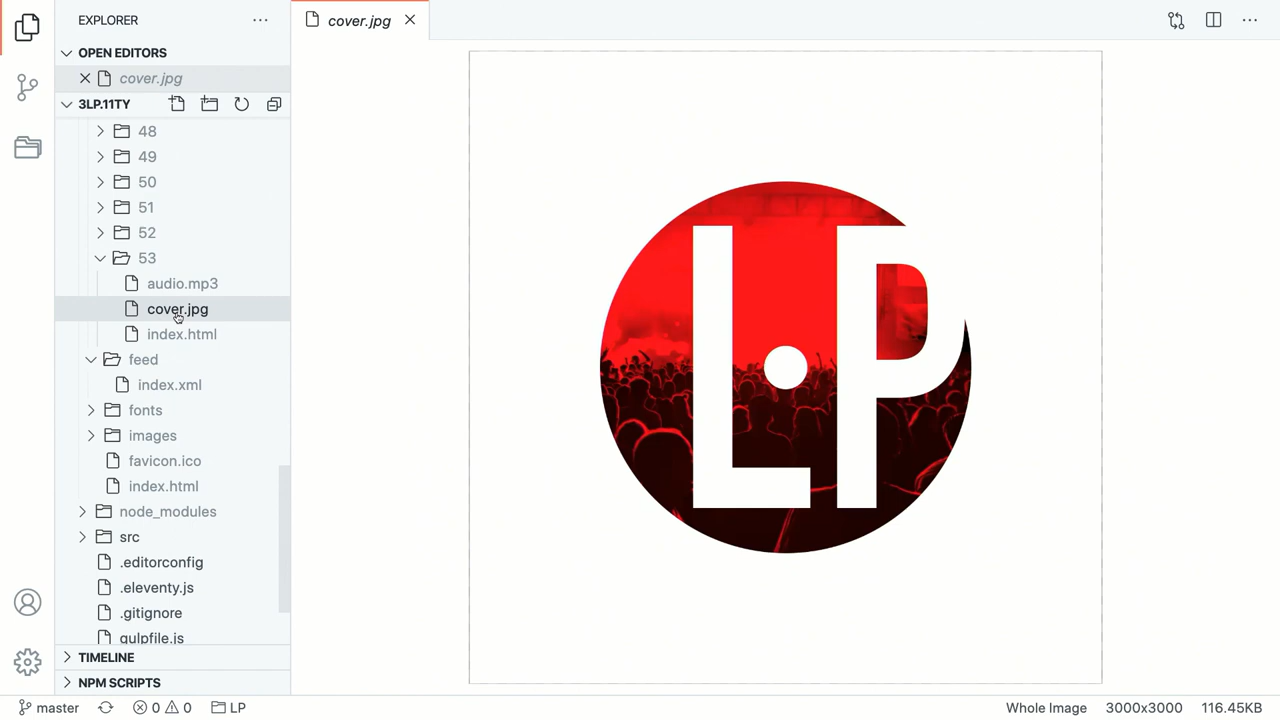 EXPLORER
cover.jpg
OPEN EDITORS
cover.jpg
3LP.11TY
48
49
50
51
52
53
audio.mp3
cover.jpg
index.html
feed
index.xml
fonts
images
favicon.ico
index.html
node_modules
src
.editorconfig
.eleventy.js
.gitignore
gulpfile.js
TIMELINE
NPM SCRIPTS
L.P
master
0
0
LP
Whole Image
3000x3000
116.45KB